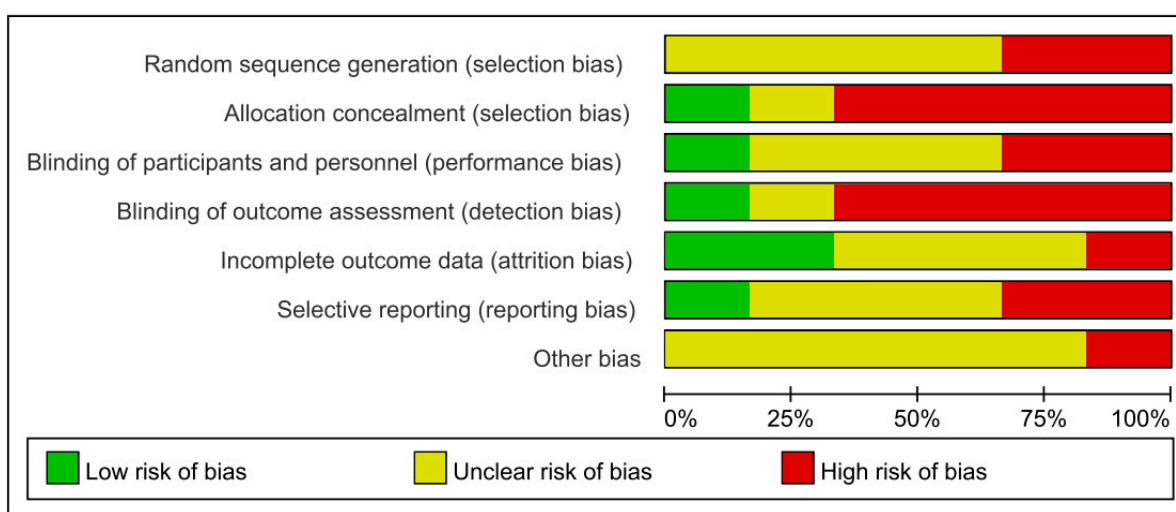 Random sequence generation (selection bias)
Allocation concealment (selection bias)
Blinding of participants and personnel (performance bias)
Blinding of outcome assessment (detection bias)
Incomplete outcome data (attrition bias)
Selective reporting (reporting bias)
Other bias
0% 25% 50% 75% 100%
Low risk of bias Unclear risk of bias High risk of bias